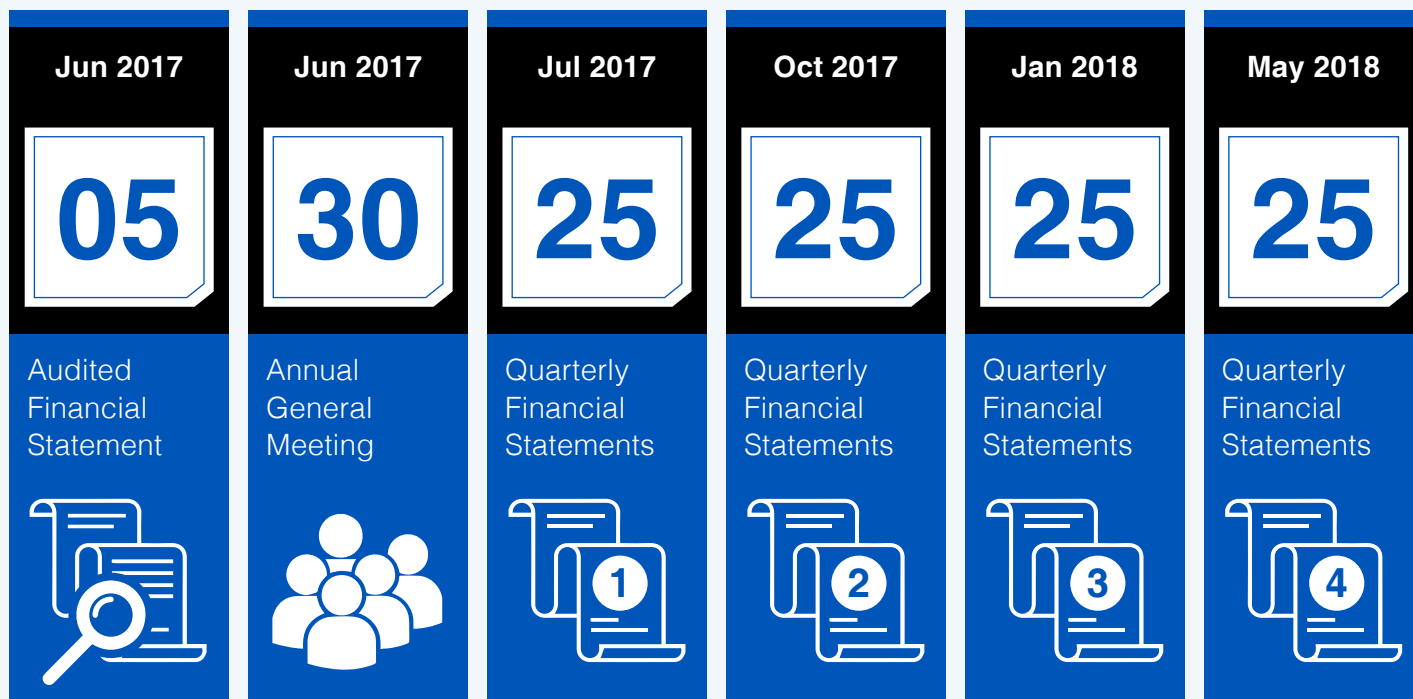 Jun 2017
05
Audited
Financial
Statement
Jun 2017
30
Annual
General
Meeting
Jul 2017
25
Quarterly
Financial
Statements
1
Oct 2017
25
Quarterly
Financial
Statements
2
Jan 2018
25
Quarterly
Financial
Statements
3
May 2018
25
Quarterly
Financial
Statements
4